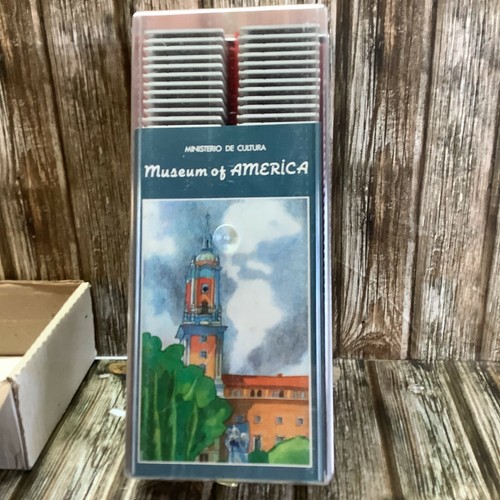 MINISTERIO DE CULTURA
Museum of AMERICA